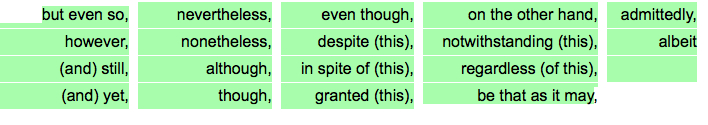 but even so, nevertheless, even though, on the other hand, admittedly,
however, nonetheless, despite (this), notwithstanding (this), albeit
(and) still, although, in spite of (this), regardless (of this),
(and) yet, though, granted (this), be that as it may,